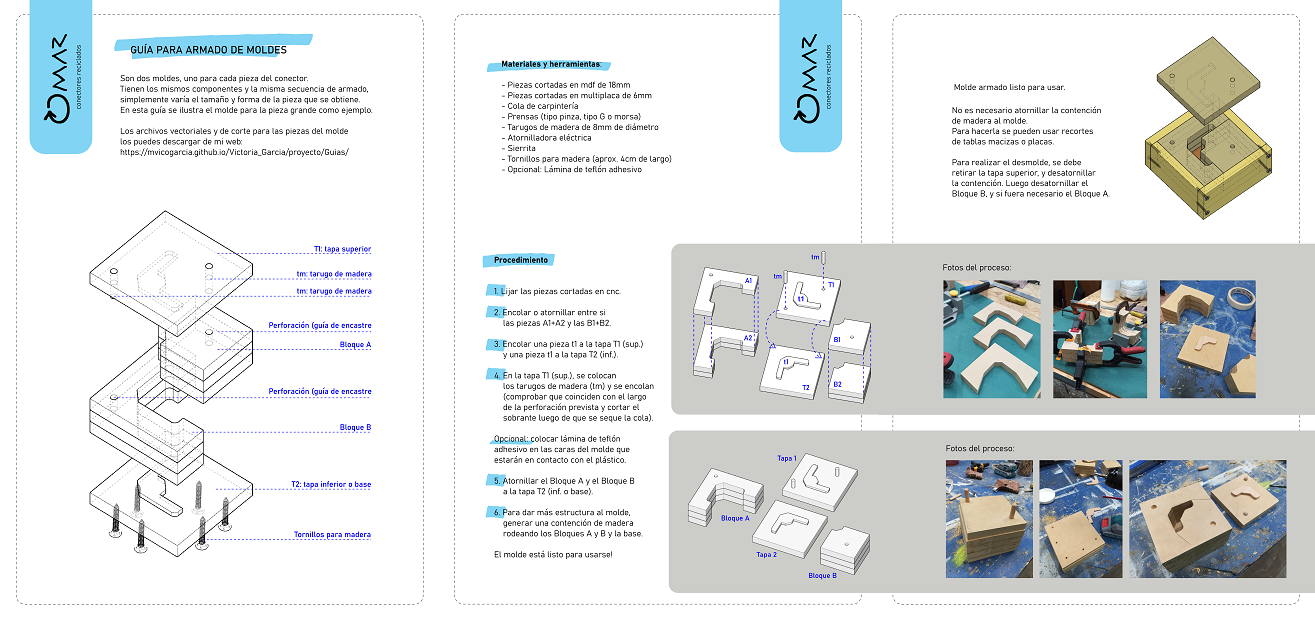 OMAR
conectores reciclados
GUÍA PARA ARMADO DE MOLDES
Son dos moldes, uno para cada pieza del conector.
Tienen los mismos componentes y la misma secuencia de armado,
simplemente varía el tamaño y forma de la pieza que se obtiene.
En esta guía se ilustra el molde para la pieza grande como ejemplo.
Los archivos vectoriales y de corte para las piezas del molde
los puedes descargar de mi web:
https://mvicogarcia.github.io/Victoria_Garcia/proyecto/Guias/
T1: tapa superior
tm: tarugo de madera
tm: tarugo de madera
Perforación (guía de encastre
Bloque A
Perforación (guía de encastre
Bloque B
T2: tapa inferior o base
Tornillos para madera
OMAR
conectores reciclados
Materiales y herramientas:
- Piezas cortadas en mdf de 18mm
- Piezas cortadas en multiplaca de 6mm
- Cola de carpintería
- Prensas (tipo pinza, tipo G o morsa)
- Tarugos de madera de 8mm de diámetro
- Atornilladora eléctrica
- Sierrita
- Tornillos para madera (aprox. 4cm de largo)
- Opcional: Lámina de teflón adhesivo
Procedimiento
1. Lijar las piezas cortadas en cnc.
2. Encolar o atornillar entre si
las piezas A1+A2 y las B1+B2.
3. Encolar una pieza t1 a la tapa T1 (sup.)
y una pieza t1 a la tapa T2 (inf.).
4. En la tapa T1 (sup.), se colocan
los tarugos de madera (tm) y se encolan
(comprobar que coinciden con el largo
de la perforación prevista y cortar el
sobrante luego de que se seque la cola).
Opcional: colocar lámina de teflón
adhesivo en las caras del molde que
estarán en contacto con el plástico.
5. Atornillar el Bloque A y el Bloque B
a la tapa T2 (inf. o base).
6. Para dar más estructura al molde,
generar una contención de madera
rodeando los Bloques A y B y la base.
El molde está listo para usarse!
Molde armado listo para usar.
No es necesario atornillar la contención
de madera al molde.
Para hacerla se pueden usar recortes
de tablas macizas o placas.
Para realizar el desmolde, se debe
retirar la tapa superior, y desatornillar
la contención. Luego desatornillar el
Bloque B, y si fuera necesario el Bloque A.
tm
tm
A1
T1
t1
A2
B1
t1
T2
B2
Fotos del proceso:
Tapa 1
Bloque A
Tapa 2
Bloque B
Fotos del proceso: